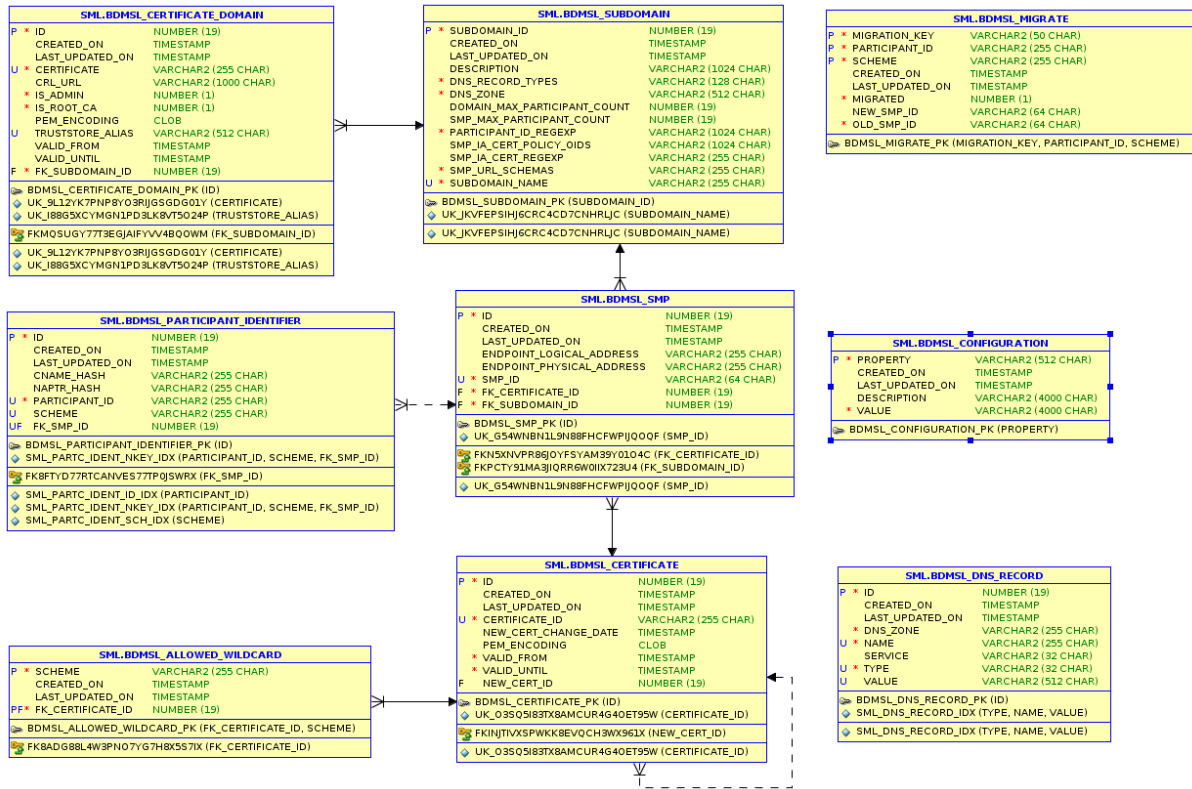 SML.BDMSL_CERTIFICATE_DOMAIN
P * ID NUMBER (19)
CREATED_ON TIMESTAMP
LAST_UPDATED_ON TIMESTAMP
U * CERTIFICATE VARCHAR2 (255 CHAR)
CRL_URL VARCHAR2 (1000 CHAR)
* IS_ADMIN NUMBER (1)
* IS_ROOT_CA NUMBER (1)
PEM_ENCODING CLOB
U TRUSTSTORE_ALIAS VARCHAR2 (512 CHAR)
VALID_FROM TIMESTAMP
VALID_UNTIL TIMESTAMP
F * FK_SUBDOMAIN_ID NUMBER (19)
BDMSL_CERTIFICATE_DOMAIN_PK (ID)
UK_9L12YK7PNP8YO3RIJGSGDG01Y (CERTIFICATE)
UK_I88G5XCYMGN1PD3LK8VT5O24P (TRUSTSTORE_ALIAS)
FKMQSUGY77T3EGJAIFYVV4BQOWM (FK_SUBDOMAIN_ID)
UK_9L12YK7PNP8YO3RIJGSGDG01Y (CERTIFICATE)
UK_I88G5XCYMGN1PD3LK8VT5O24P (TRUSTSTORE_ALIAS)
SML.BDMSL_SUBDOMAIN
P * SUBDOMAIN_ID NUMBER (19)
CREATED_ON TIMESTAMP
LAST_UPDATED_ON TIMESTAMP
DESCRIPTION VARCHAR2 (1024 CHAR)
* DNS_RECORD_TYPES VARCHAR2 (128 CHAR)
* DNS_ZONE VARCHAR2 (512 CHAR)
DOMAIN_MAX_PARTICIPANT_COUNT NUMBER (19)
SMP_MAX_PARTICIPANT_COUNT NUMBER (19)
* PARTICIPANT_ID_REGEXP VARCHAR2 (1024 CHAR)
SMP_IA_CERT_POLICY_OIDS VARCHAR2 (1024 CHAR)
SMP_IA_CERT_REGEXP VARCHAR2 (255 CHAR)
* SMP_URL_SCHEMAS VARCHAR2 (255 CHAR)
U * SUBDOMAIN_NAME VARCHAR2 (255 CHAR)
BDMSL_SUBDOMAIN_PK (SUBDOMAIN_ID)
UK_JKVFEPSIHJ6CRC4CD7CNHRLJC (SUBDOMAIN_NAME)
UK_JKVFEPSIHJ6CRC4CD7CNHRLJC (SUBDOMAIN_NAME)
SML.BDMSL_MIGRATE
P * MIGRATION_KEY VARCHAR2 (50 CHAR)
P * PARTICIPANT_ID VARCHAR2 (255 CHAR)
P * SCHEME VARCHAR2 (255 CHAR)
CREATED_ON TIMESTAMP
LAST_UPDATED_ON TIMESTAMP
* MIGRATED NUMBER (1)
NEW_SMP_ID VARCHAR2 (64 CHAR)
* OLD_SMP_ID VARCHAR2 (64 CHAR)
BDMSL_MIGRATE_PK (MIGRATION_KEY, PARTICIPANT_ID, SCHEME)
SML.BDMSL_PARTICIPANT_IDENTIFIER
P * ID NUMBER (19)
CREATED_ON TIMESTAMP
LAST_UPDATED_ON TIMESTAMP
CNAME_HASH VARCHAR2 (255 CHAR)
NAPTR_HASH VARCHAR2 (255 CHAR)
U * PARTICIPANT_ID VARCHAR2 (255 CHAR)
U SCHEME VARCHAR2 (255 CHAR)
UF FK_SMP_ID NUMBER (19)
BDMSL_PARTICIPANT_IDENTIFIER_PK (ID)
SML_PARTC_IDENT_NKEY_IDX (PARTICIPANT_ID, SCHEME, FK_SMP_ID)
FK8FTYD77RTCANVES77TP0JSWRX (FK_SMP_ID)
SML_PARTC_IDENT_ID_IDX (PARTICIPANT_ID)
SML_PARTC_IDENT_NKEY_IDX (PARTICIPANT_ID, SCHEME, FK_SMP_ID)
SML_PARTC_IDENT_SCH_IDX (SCHEME)
SML.BDMSL_SMP
P * ID NUMBER (19)
CREATED_ON TIMESTAMP
LAST_UPDATED_ON TIMESTAMP
ENDPOINT_LOGICAL_ADDRESS VARCHAR2 (255 CHAR)
ENDPOINT_PHYSICAL_ADDRESS VARCHAR2 (255 CHAR)
U * SMP_ID VARCHAR2 (64 CHAR)
F * FK_CERTIFICATE_ID NUMBER (19)
F * FK_SUBDOMAIN_ID NUMBER (19)
BDMSL_SMP_PK (ID)
UK_G54WNBN1L9N88FHCFWPIJQOQF (SMP_ID)
FKN5XNVPR86JOYFSYAM39Y01O4C (FK_CERTIFICATE_ID)
FKPCTY91MA3JIQRR6W0IIX723U4 (FK_SUBDOMAIN_ID)
UK_G54WNBN1L9N88FHCFWPIJQOQF (SMP_ID)
SML.BDMSL_CONFIGURATION
P * PROPERTY VARCHAR2 (512 CHAR)
CREATED_ON TIMESTAMP
LAST_UPDATED_ON TIMESTAMP
DESCRIPTION VARCHAR2 (4000 CHAR)
* VALUE VARCHAR2 (4000 CHAR)
BDMSL_CONFIGURATION_PK (PROPERTY)
SML.BDMSL_ALLOWED_WILDCARD
P * SCHEME VARCHAR2 (255 CHAR)
CREATED_ON TIMESTAMP
LAST_UPDATED_ON TIMESTAMP
PF* FK_CERTIFICATE_ID NUMBER (19)
BDMSL_ALLOWED_WILDCARD_PK (FK_CERTIFICATE_ID, SCHEME)
FK8ADG88L4W3PNO7YG7H8X5S7IX (FK_CERTIFICATE_ID)
SML.BDMSL_CERTIFICATE
P * ID NUMBER (19)
CREATED_ON TIMESTAMP
LAST_UPDATED_ON TIMESTAMP
U * CERTIFICATE_ID VARCHAR2 (255 CHAR)
NEW_CERT_CHANGE_DATE TIMESTAMP
PEM_ENCODING CLOB
* VALID_FROM TIMESTAMP
* VALID_UNTIL TIMESTAMP
F NEW_CERT_ID NUMBER (19)
BDMSL_CERTIFICATE_PK (ID)
UK_O3SQ5I83TX8AMCUR4G4OET95W (CERTIFICATE_ID)
FKINJTIVXSPWKK8EVQCH3WX961X (NEW_CERT_ID)
UK_O3SQ5I83TX8AMCUR4G4OET95W (CERTIFICATE_ID)
SML.BDMSL_DNS_RECORD
P * ID NUMBER (19)
CREATED_ON TIMESTAMP
LAST_UPDATED_ON TIMESTAMP
* DNS_ZONE VARCHAR2 (255 CHAR)
U * NAME VARCHAR2 (255 CHAR)
SERVICE VARCHAR2 (32 CHAR)
U * TYPE VARCHAR2 (32 CHAR)
U VALUE VARCHAR2 (512 CHAR)
BDMSL_DNS_RECORD_PK (ID)
SML_DNS_RECORD_IDX (TYPE, NAME, VALUE)
SML_DNS_RECORD_IDX (TYPE, NAME, VALUE)